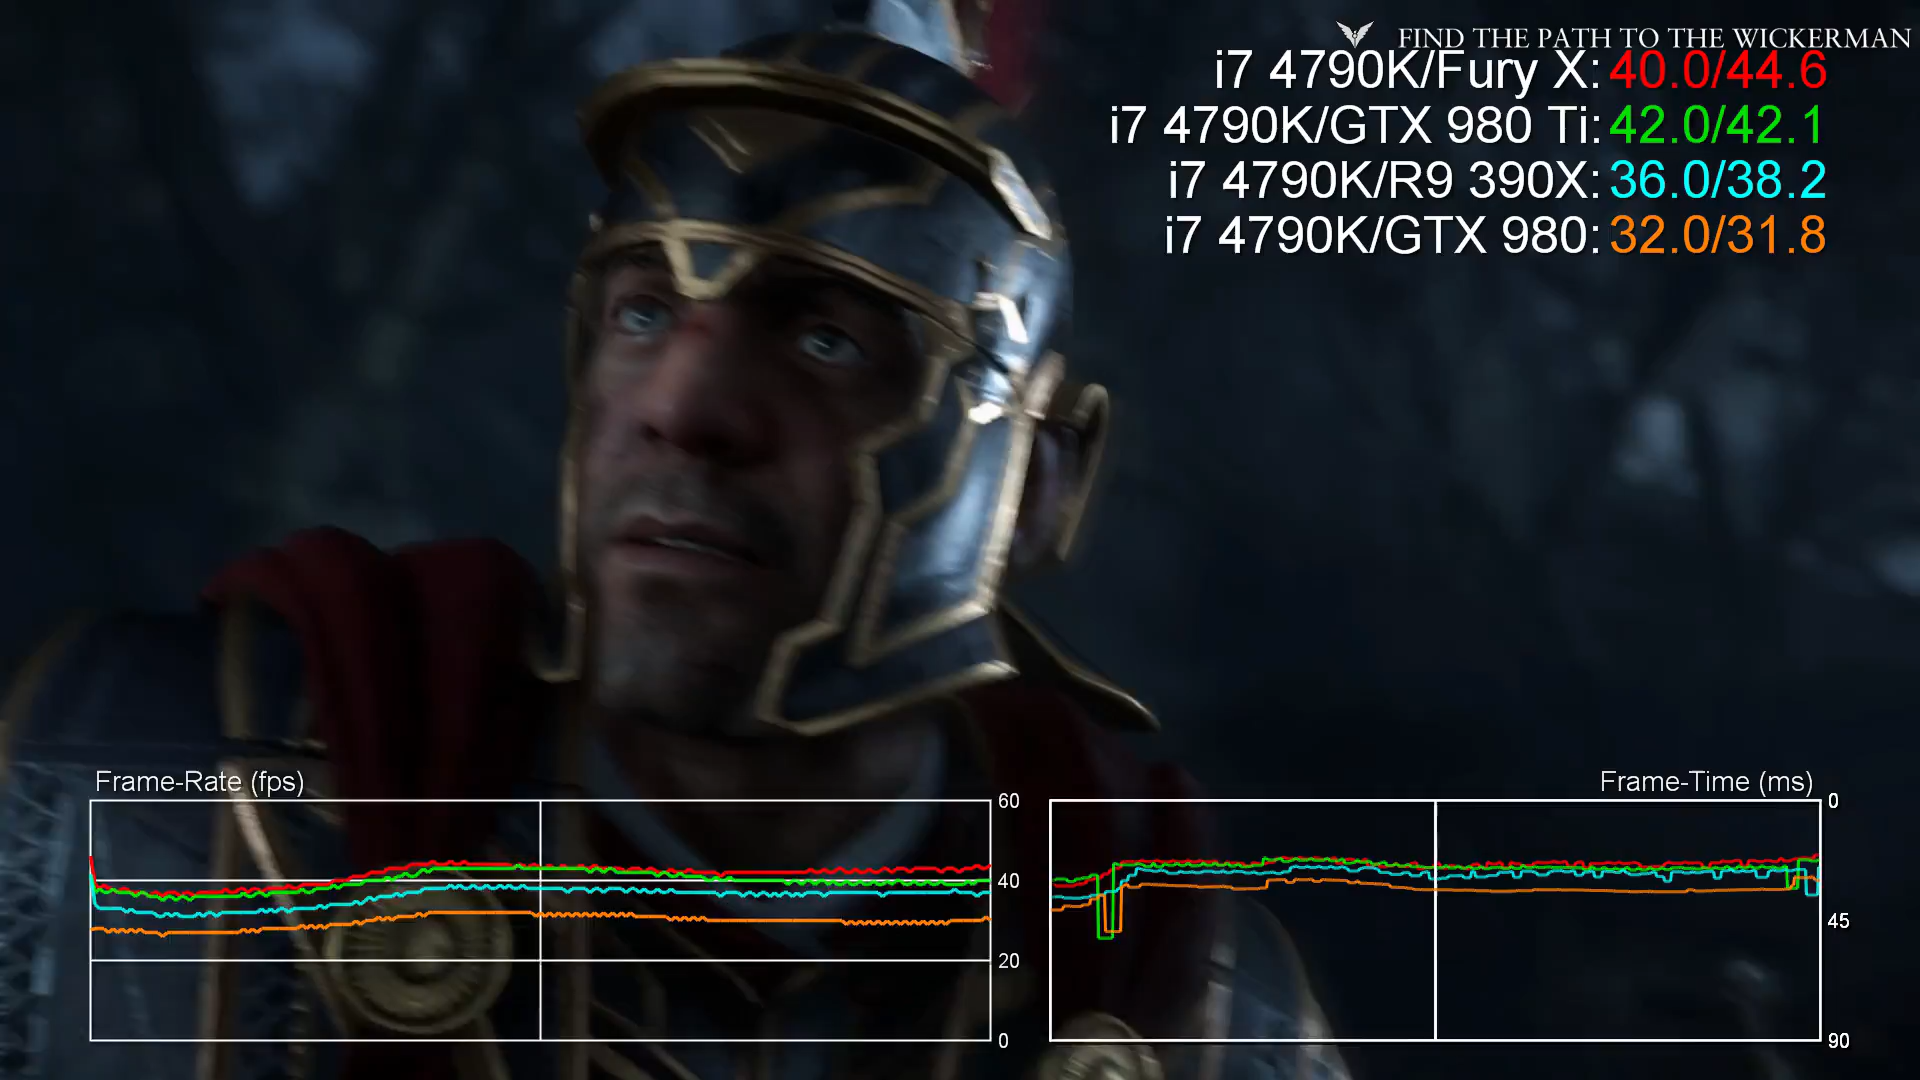 FIND THE PATH TO THE WICKERMAN
i7 4790K/Fury X: 40.0/44.6
i7 4790K/GTX 980 Ti: 42.0/42.1
i7 4790K/R9 390X: 36.0/38.2
i7 4790K/GTX 980: 32.0/31.8
Frame-Rate (fps)
60
40
20
0
Frame-Time (ms)
0
45
90